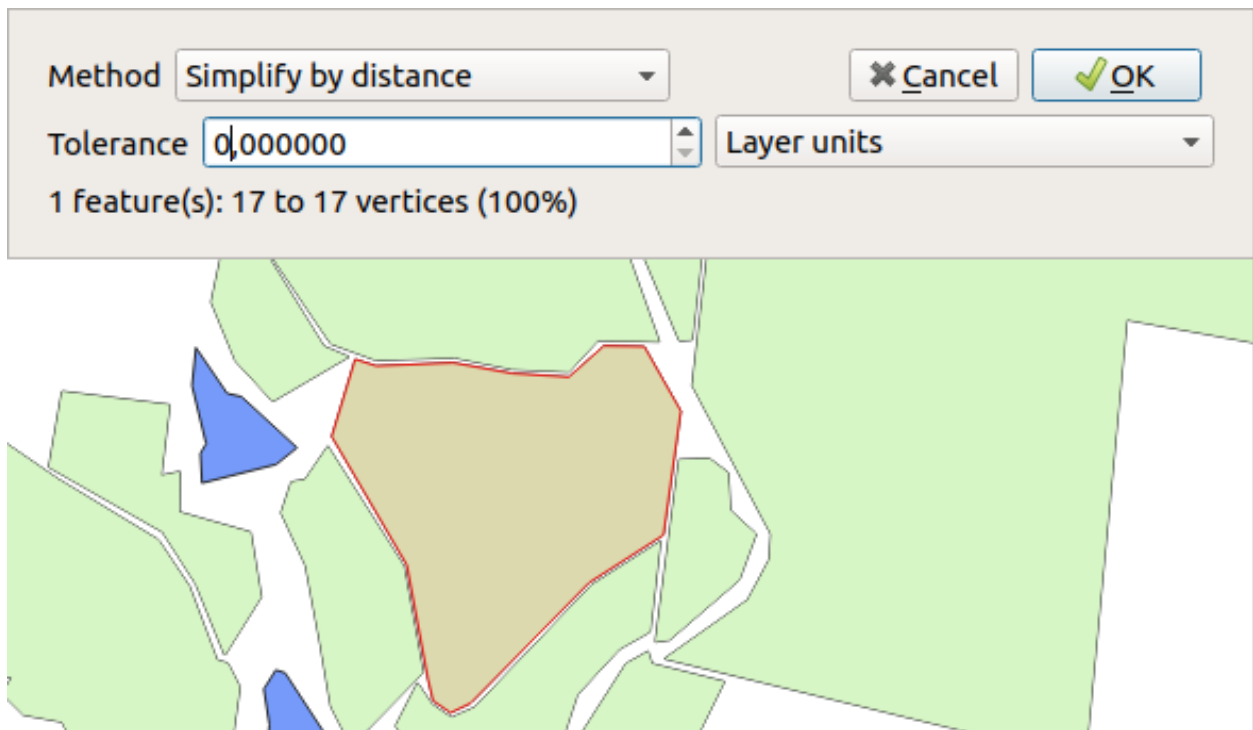 Method Simplify by distance Cancel OK
Tolerance 0,000000 Layer units
1 feature(s): 17 to 17 vertices (100%)